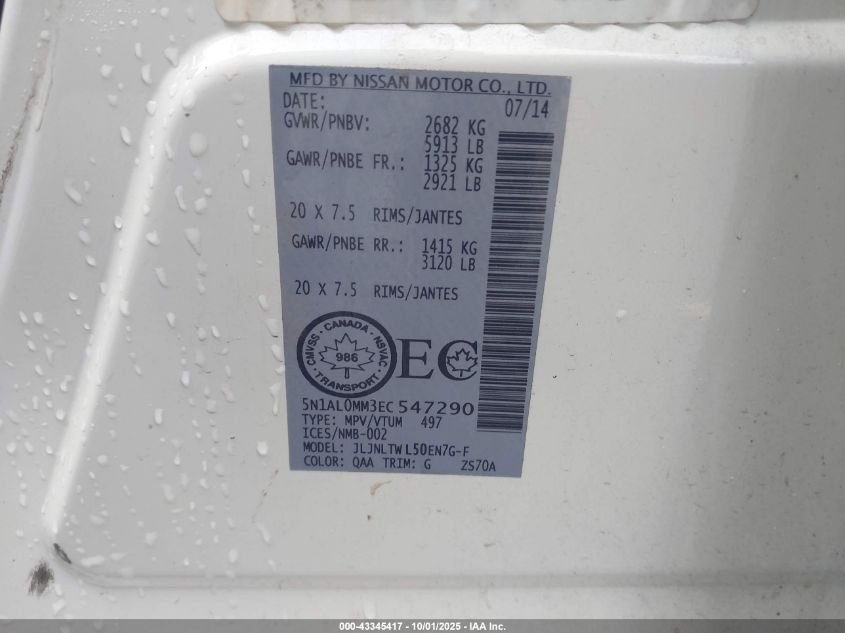 MFD BY NISSAN MOTOR CO., LTD.
DATE: 07/14
GVWR/PNBV: 2682 KG
5913 LB
GAWR/PNBE FR.: 1325 KG
2921 LB
20 X 7.5 RIMS/JANTES
GAWR/PNBE RR.: 1415 KG
3120 LB
20 X 7.5 RIMS/JANTES
CMVSS · CANADA · NSVAC
986
· TRANSPORT ·
EC
5N1AL0MM3EC547290
TYPE: MPV/VTUM 497
ICES/NMB-002
MODEL: JLJNLTWL50EN7G-F
COLOR: QAA TRIM: G ZS70A
000-43345417 - 10/01/2025 - IAA Inc.